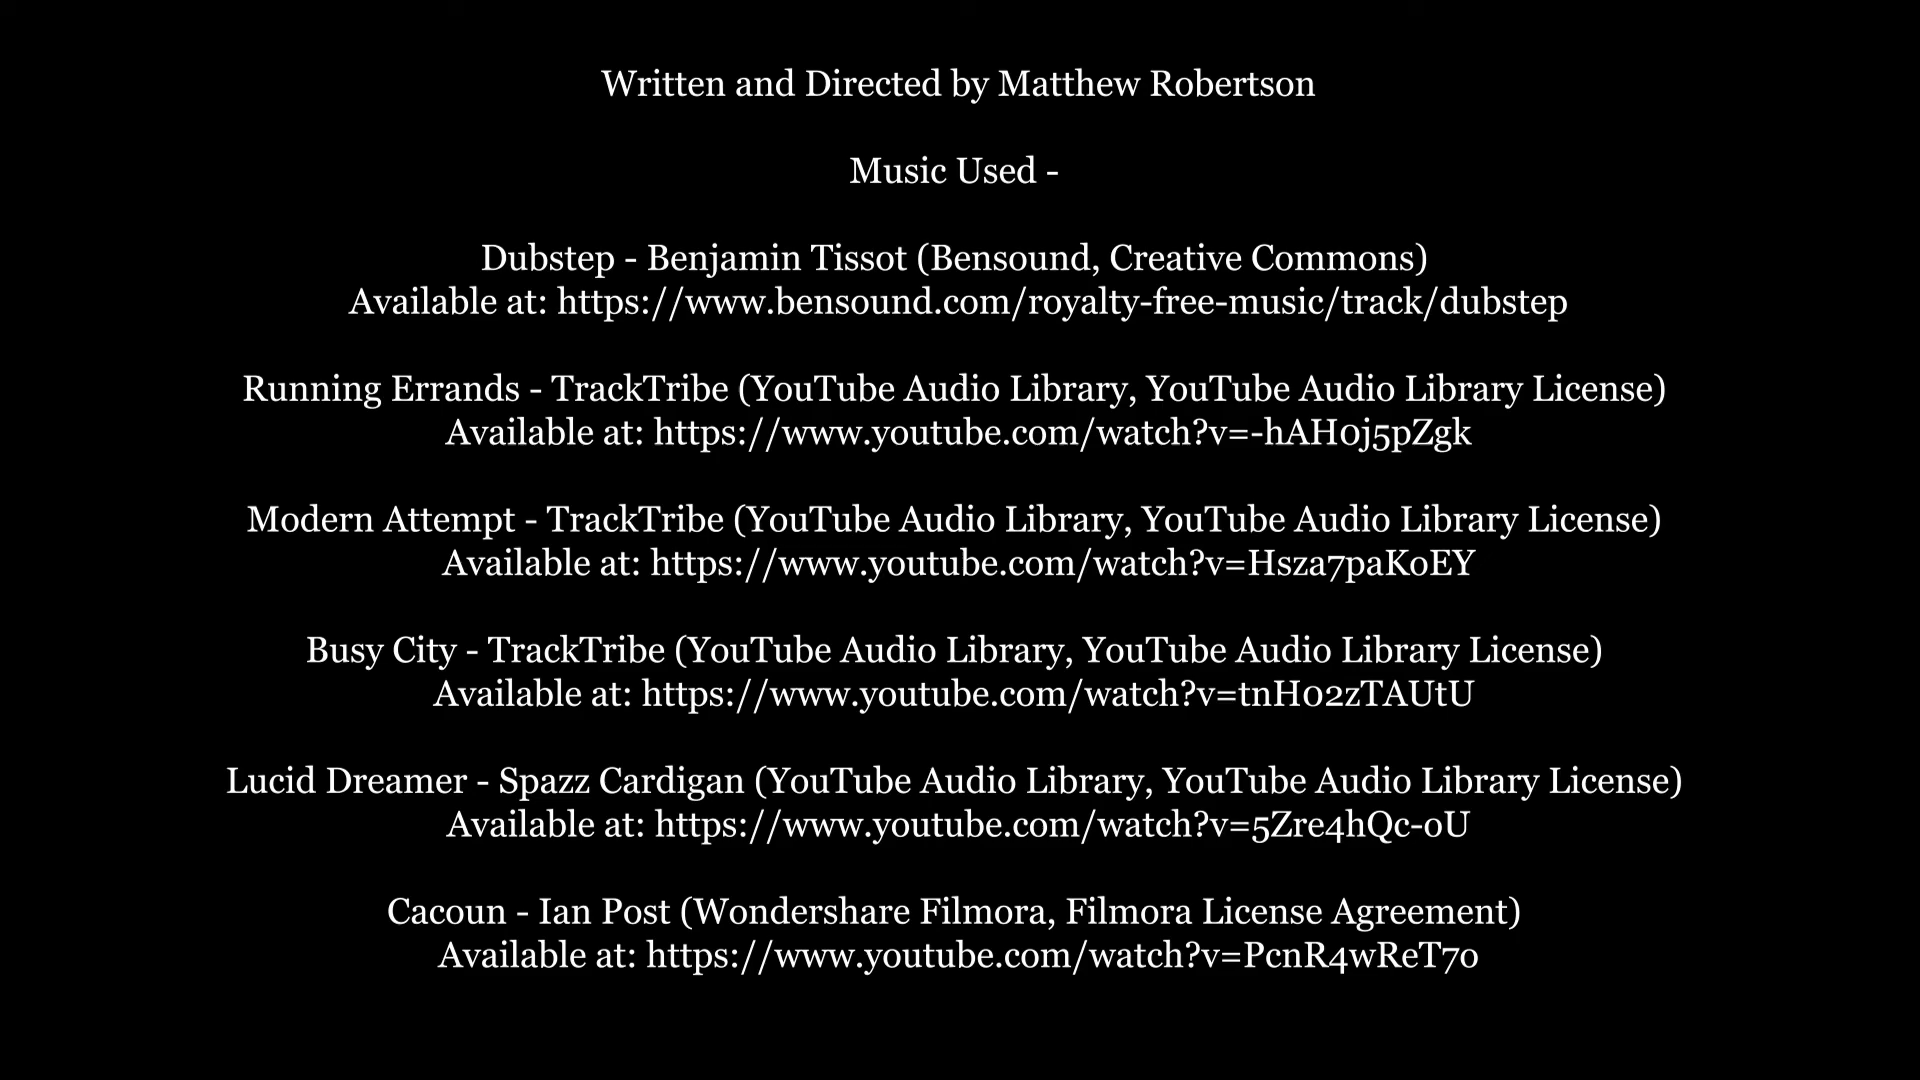 Written and Directed by Matthew Robertson
Music Used -
Dubstep - Benjamin Tissot (Bensound, Creative Commons)
Available at: https://www.bensound.com/royalty-free-music/track/dubstep
Running Errands - TrackTribe (YouTube Audio Library, YouTube Audio Library License)
Available at: https://www.youtube.com/watch?v=-hAH0j5pZgk
Modern Attempt - TrackTribe (YouTube Audio Library, YouTube Audio Library License)
Available at: https://www.youtube.com/watch?v=Hsza7paKoEY
Busy City - TrackTribe (YouTube Audio Library, YouTube Audio Library License)
Available at: https://www.youtube.com/watch?v=tnH02zTAUtU
Lucid Dreamer - Spazz Cardigan (YouTube Audio Library, YouTube Audio Library License)
Available at: https://www.youtube.com/watch?v=5Zre4hQc-oU
Cacoun - Ian Post (Wondershare Filmora, Filmora License Agreement)
Available at: https://www.youtube.com/watch?v=PcnR4wReT70